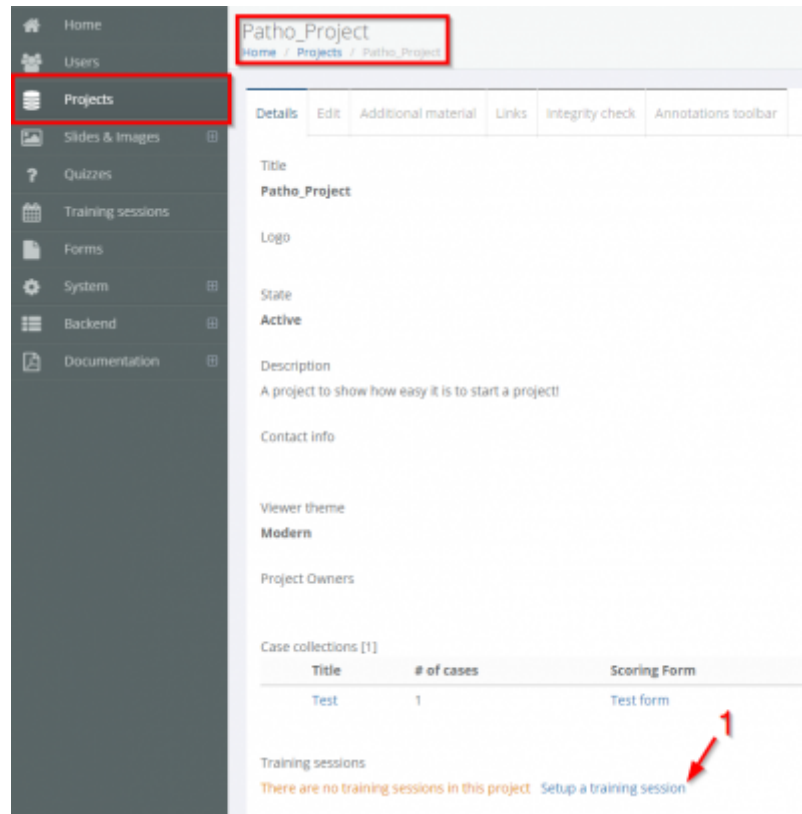 Home
Users
Projects
Slides & Images
Quizzes
Training sessions
Forms
System
Backend
Documentation
Patho_Project
Home / Projects / Patho_Project
Details Edit Additional material Links Integrity check Annotations toolbar
Title
Patho_Project
Logo
State
Active
Description
A project to show how easy it is to start a project!
Contact info
Viewer theme
Modern
Project Owners
Case collections [1]
Title # of cases Scoring Form
Test 1 Test form
1
Training sessions
There are no training sessions in this project Setup a training session